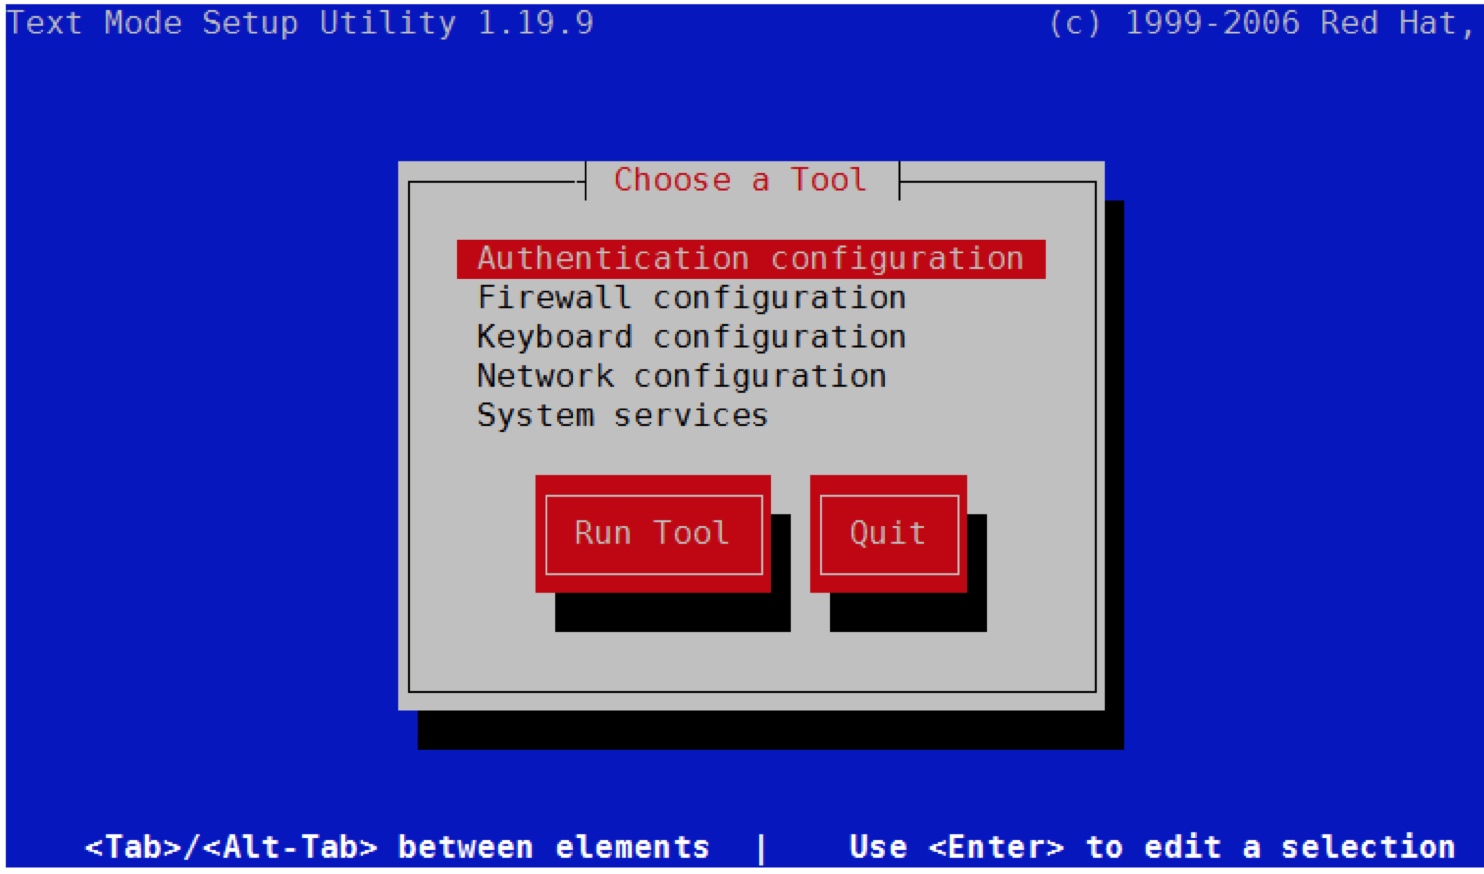 Text Mode Setup Utility 1.19.9 (c) 1999-2006 Red Hat,
Choose a Tool
Authentication configuration
Firewall configuration
Keyboard configuration
Network configuration
System services
Run Tool Quit
<Tab>/<Alt-Tab> between elements | Use <Enter> to edit a selection